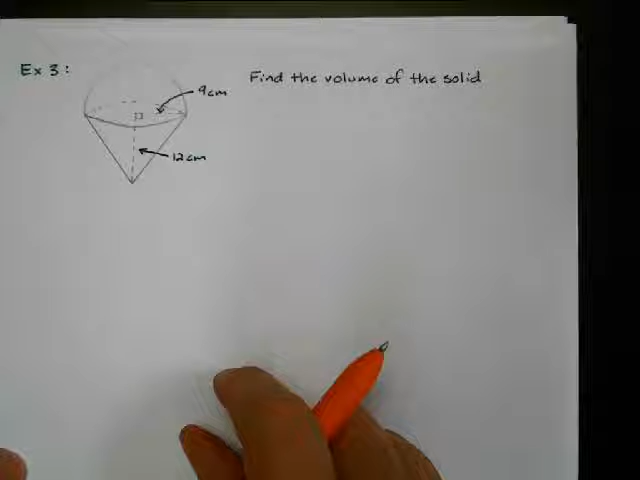 Ex 3:
Find the volume of the solid
9cm
12cm